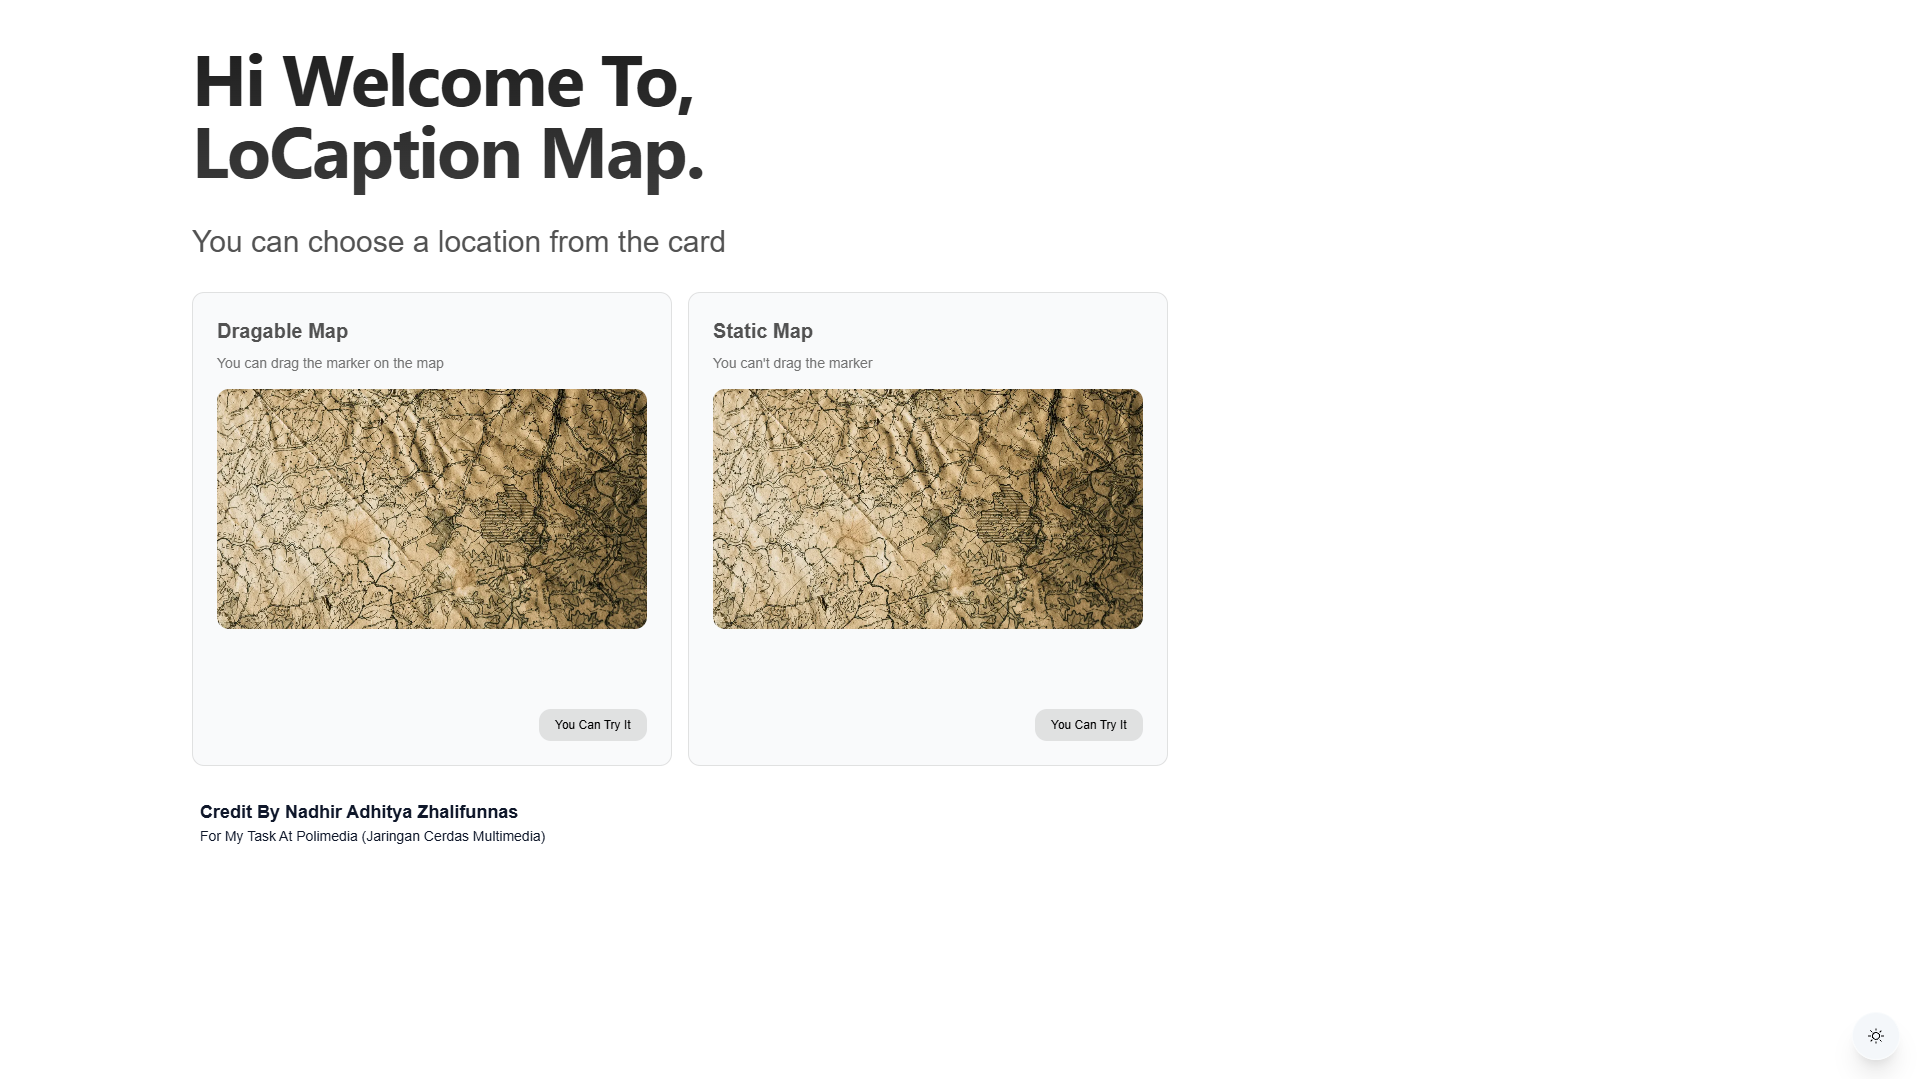 Hi Welcome To,
LoCaption Map.
You can choose a location from the card
Dragable Map
You can drag the marker on the map
You Can Try It
Static Map
You can't drag the marker
You Can Try It
Credit By Nadhir Adhitya Zhalifunnas
For My Task At Polimedia (Jaringan Cerdas Multimedia)